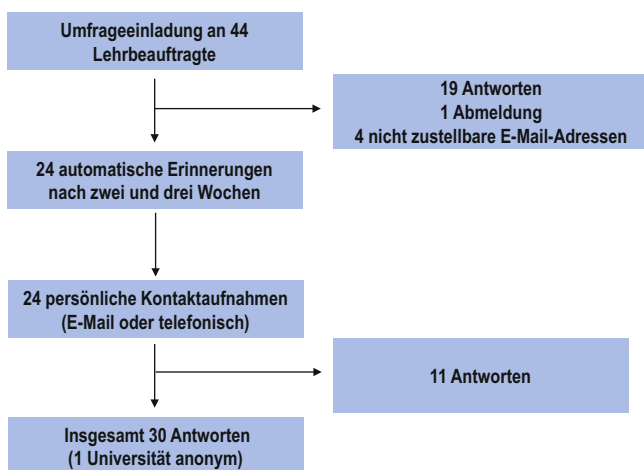 Umfrageeinladung an 44
Lehrbeauftragte
19 Antworten
1 Abmeldung
4 nicht zustellbare E-Mail-Adressen
24 automatische Erinnerungen
nach zwei und drei Wochen
24 persönliche Kontaktaufnahmen
(E-Mail oder telefonisch)
11 Antworten
Insgesamt 30 Antworten
(1 Universität anonym)